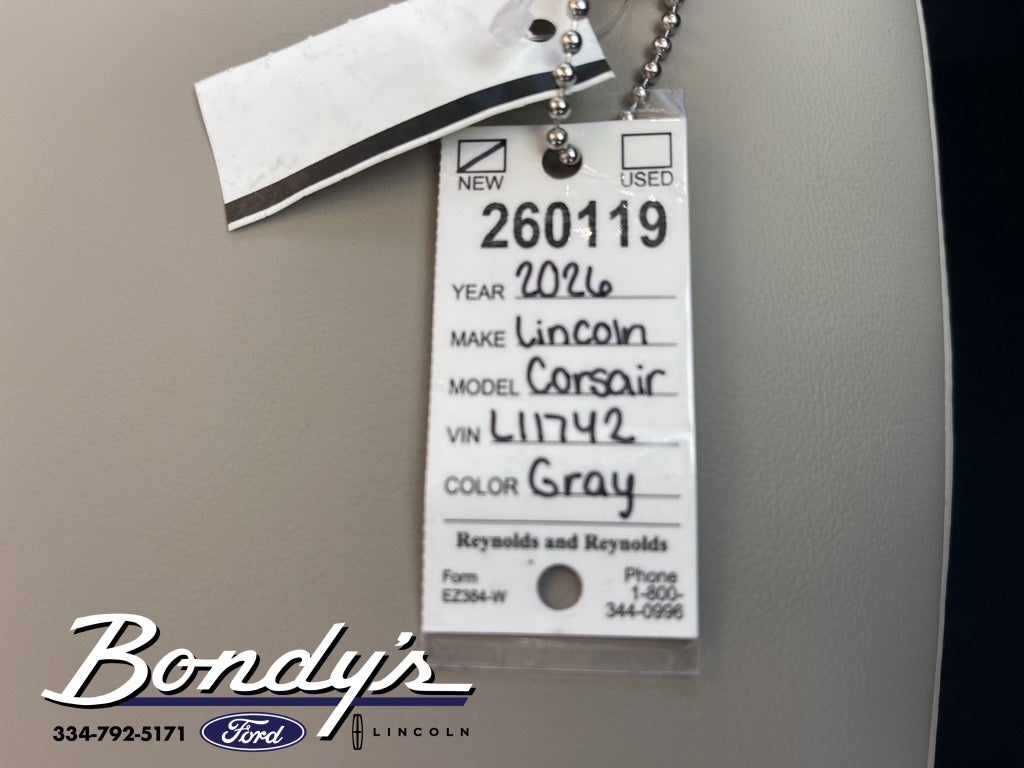 NEW
USED
260119
YEAR 2026
MAKE Lincoln
MODEL Corsair
VIN L11742
COLOR Gray
Reynolds and Reynolds
Form
EZ384-W
Phone
1-800-
344-0996
Bondy's
334-792-5171 Ford LINCOLN